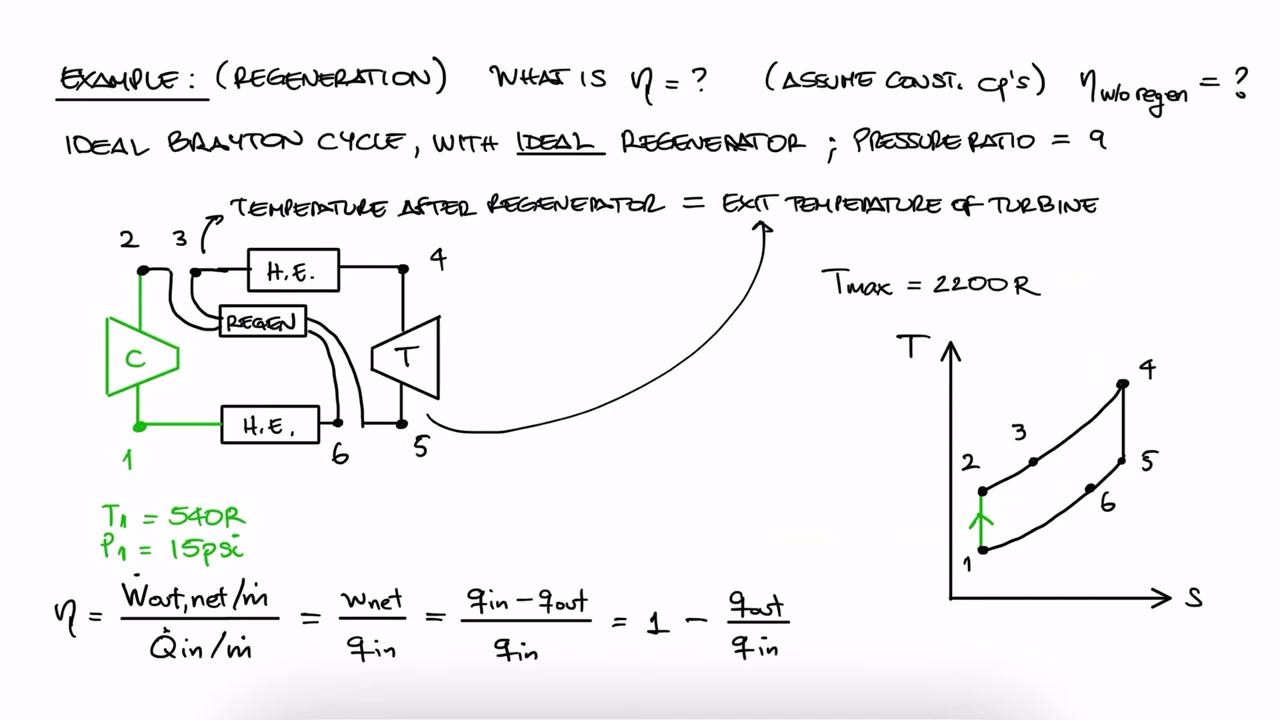 EXAMPLE: (REGENERATION) WHAT IS η = ? (ASSUME CONST. cp's) ηw/o regen = ?
IDEAL BRAYTON CYCLE, WITH IDEAL REGENERATOR ; PRESSURE RATIO = 9
TEMPERATURE AFTER REGENERATOR = EXIT TEMPERATURE OF TURBINE
2 3 H.E. 4
Tmax = 2200R
REGEN
C T
H.E.
1 6 5
T
4
3
2 5
6
1
S
T1 = 540R
P1 = 15psi
η = Ẇout,net/ṁ / Q̇in/ṁ = wnet / qin = qin - qout / qin = 1 - qout / qin